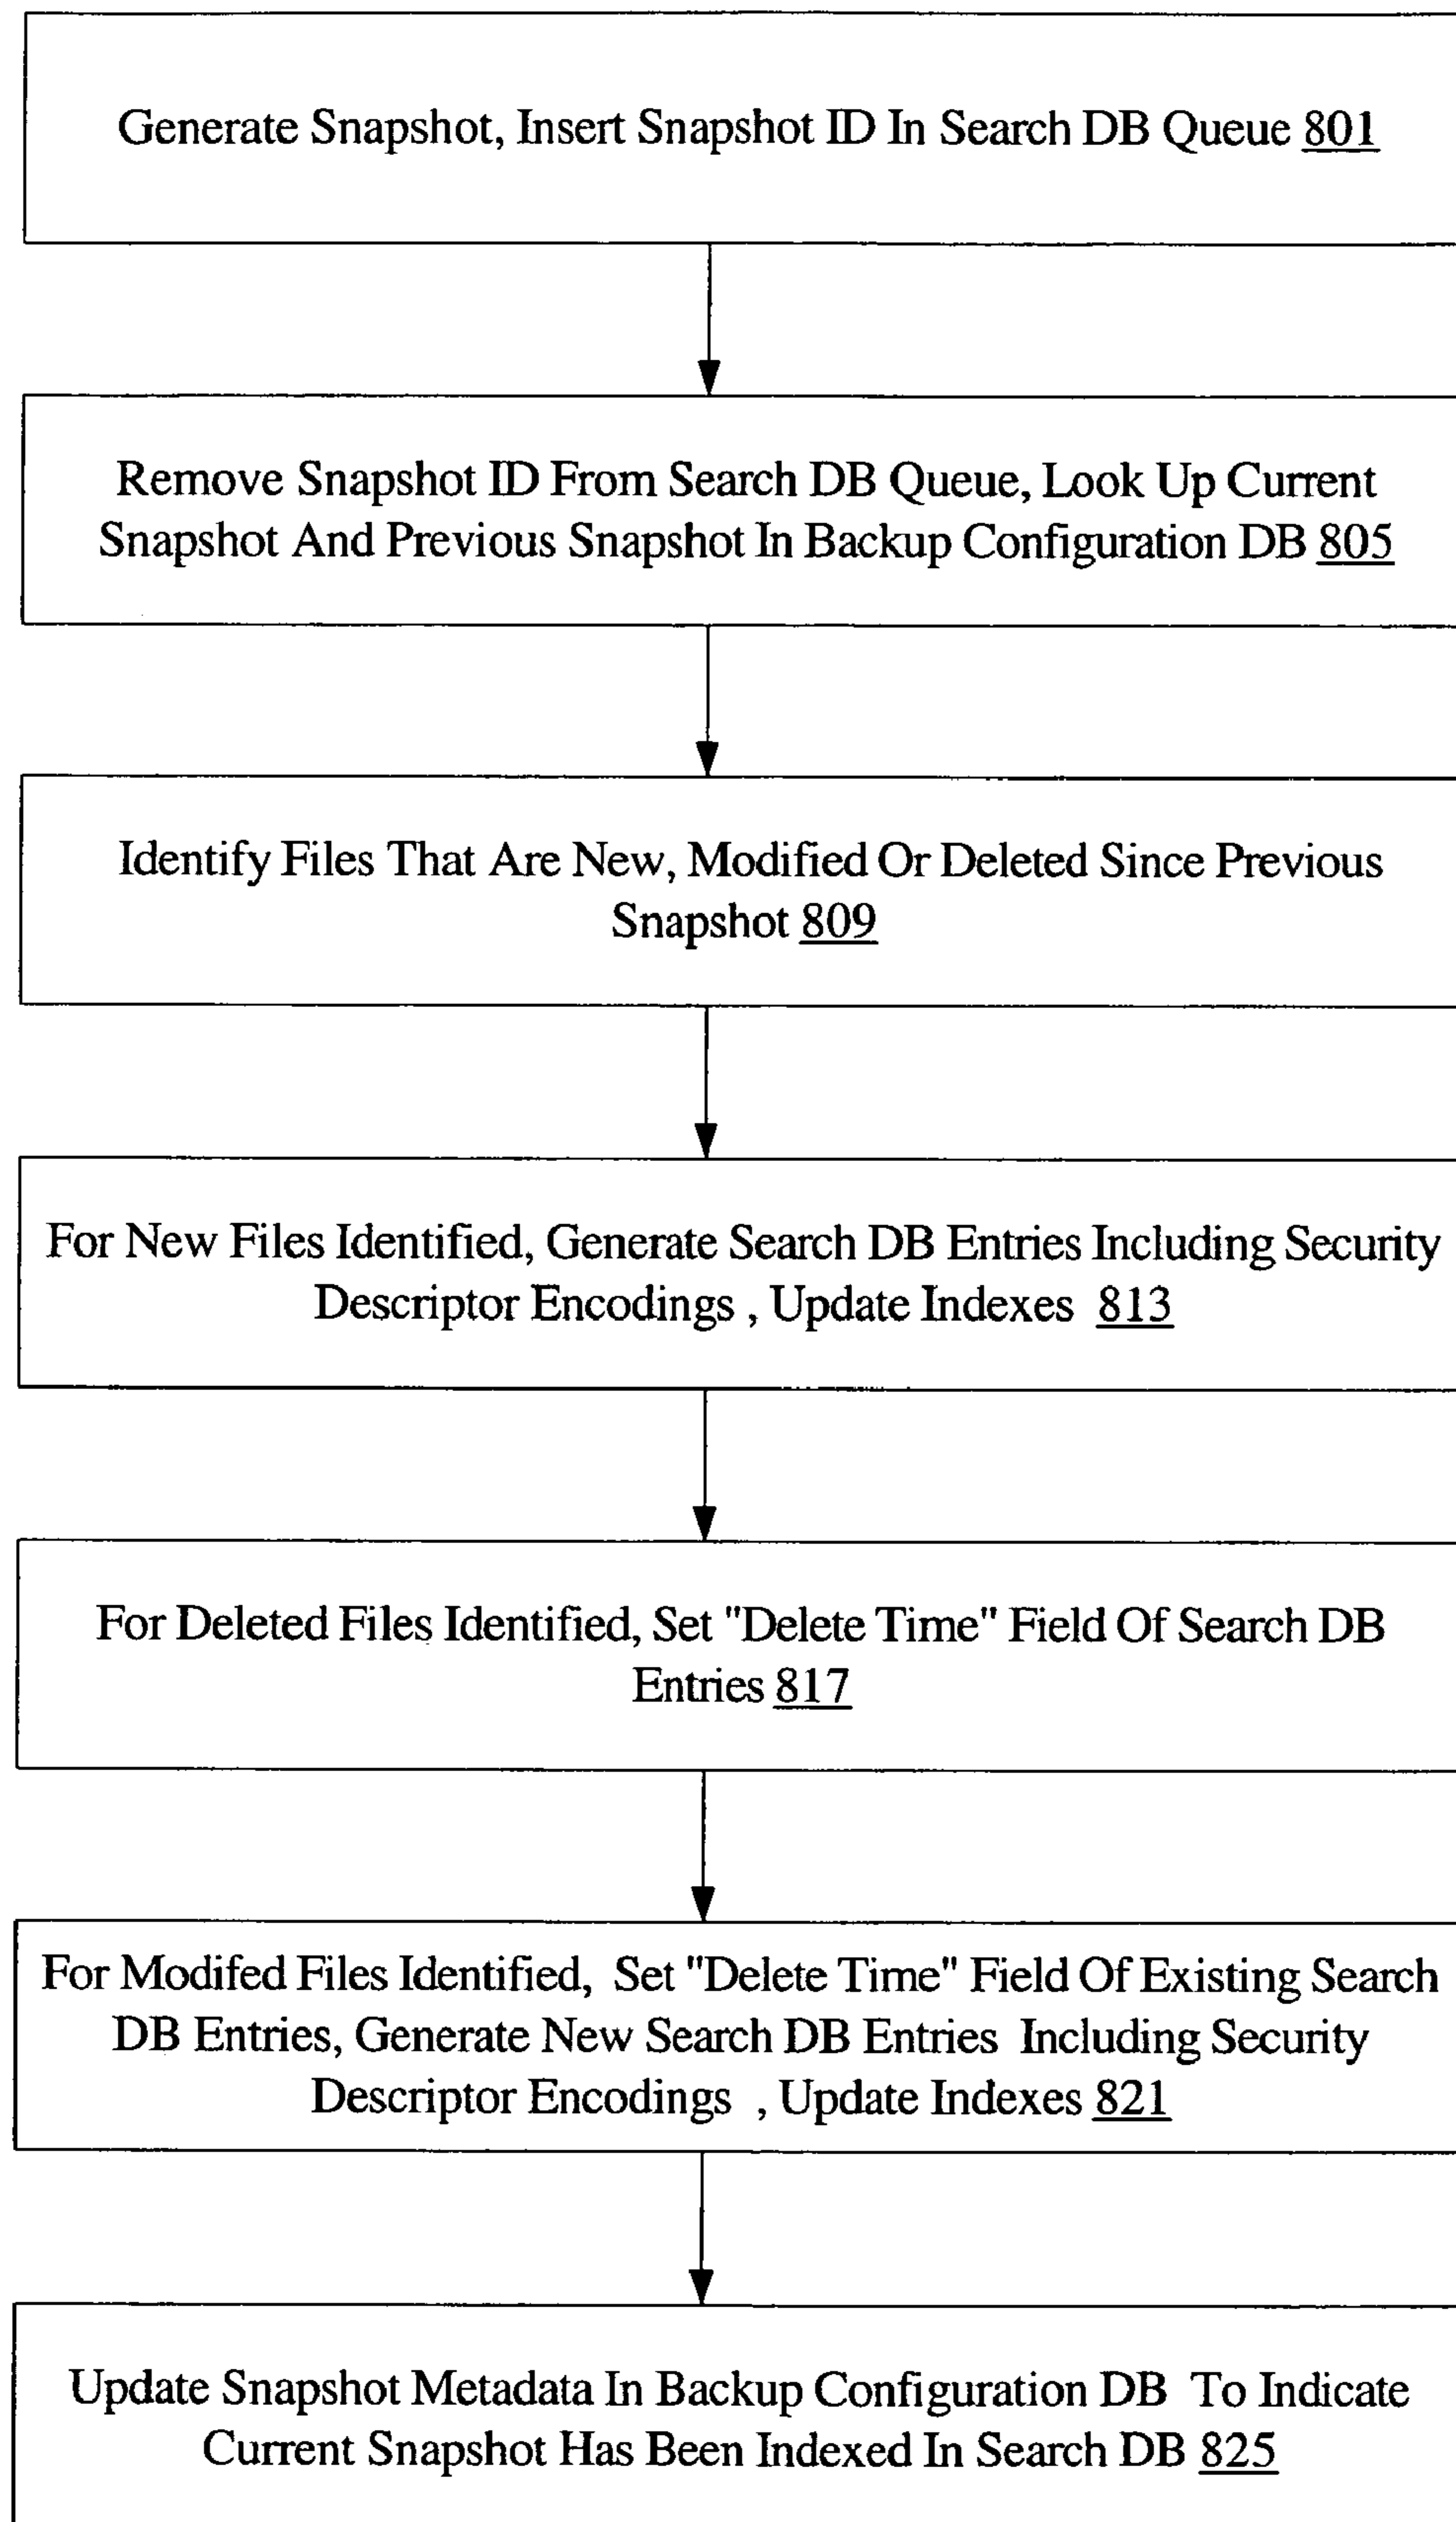 Generate Snapshot, Insert Snapshot ID In Search DB Queue 801
Remove Snapshot ID From Search DB Queue, Look Up Current
Snapshot And Previous Snapshot In Backup Configuration DB 805
Identify Files That Are New, Modified Or Deleted Since Previous
Snapshot 809
For New Files Identified, Generate Search DB Entries Including Security
Descriptor Encodings , Update Indexes 813
For Deleted Files Identified, Set "Delete Time" Field Of Search DB
Entries 817
For Modifed Files Identified, Set "Delete Time" Field Of Existing Search
DB Entries, Generate New Search DB Entries Including Security
Descriptor Encodings , Update Indexes 821
Update Snapshot Metadata In Backup Configuration DB To Indicate
Current Snapshot Has Been Indexed In Search DB 825